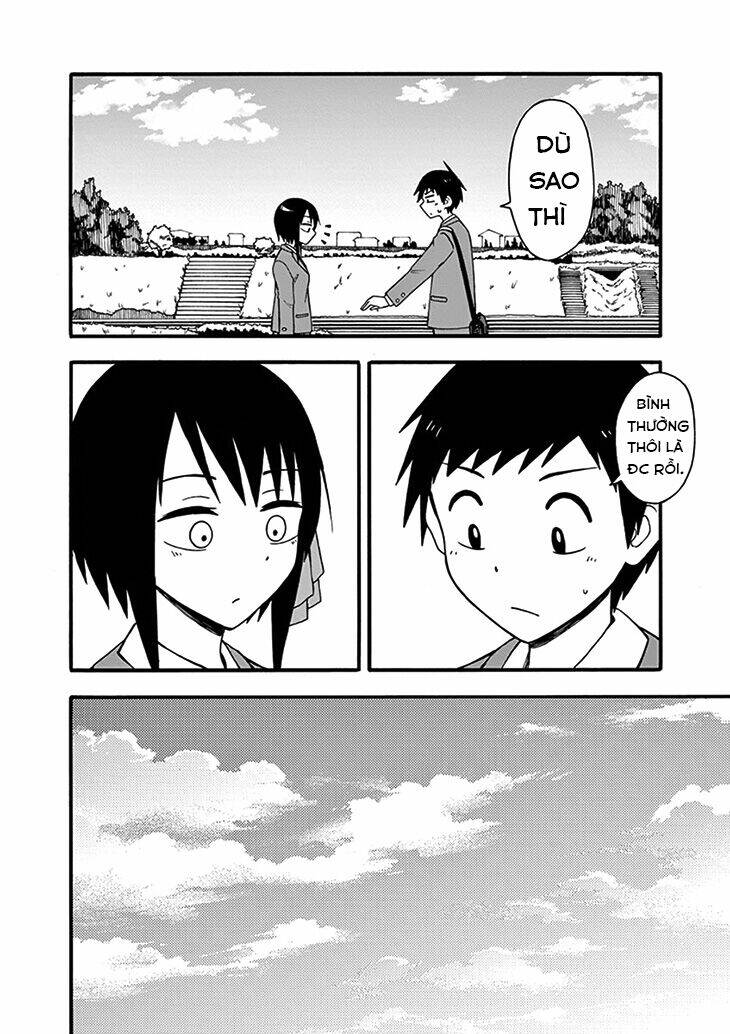 DÙ
SAO
THÌ
BÌNH
THƯỜNG
THÔI LÀ
ĐC RỒI.